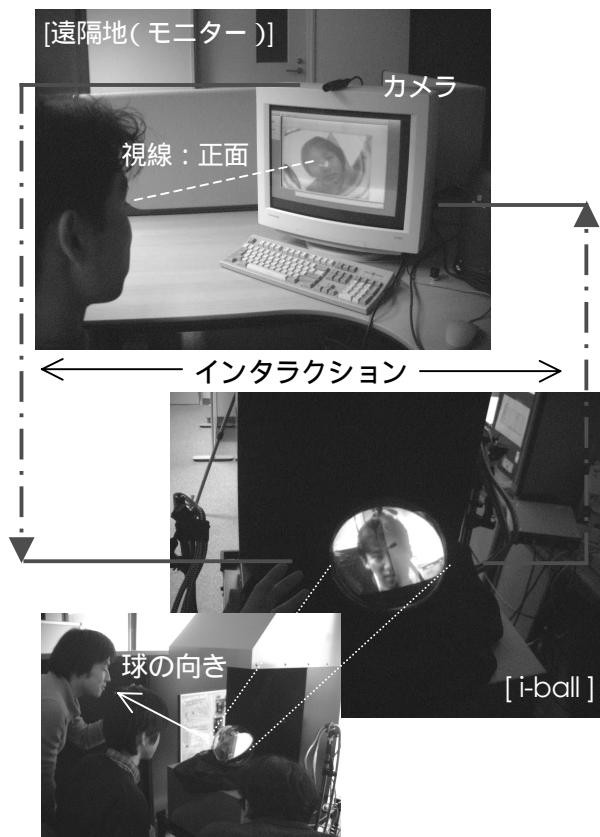 [遠隔地(モニター)]
カメラ
視線：正面
インタラクション
球の向き
[ i-ball ]